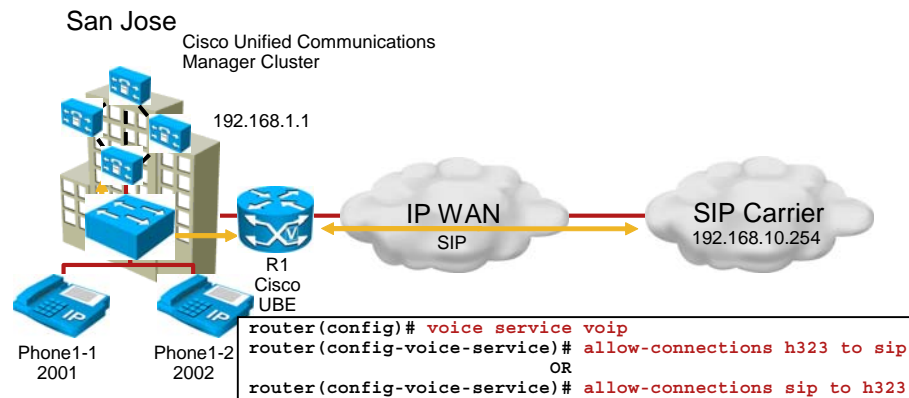 San Jose
Cisco Unified Communications
Manager Cluster
192.168.1.1
IP WAN
SIP
SIP Carrier
192.168.10.254
V
R1
Cisco
UBE
IP
IP
Phone1-1
2001
Phone1-2
2002
router(config)# voice service voip
router(config-voice-service)# allow-connections h323 to sip
OR
router(config-voice-service)# allow-connections sip to h323